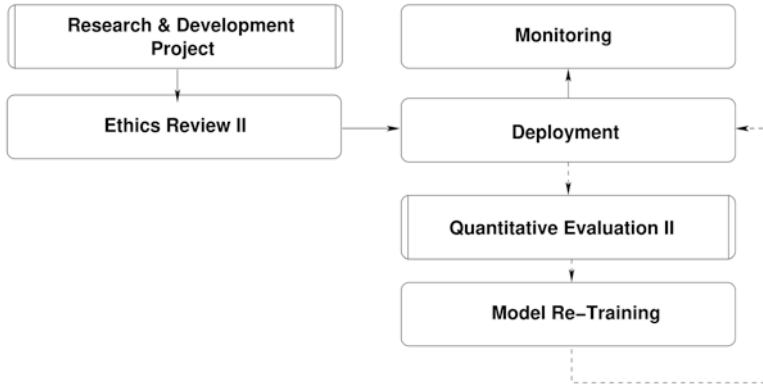 Research & Development
Project
Monitoring
Ethics Review II
Deployment
Quantitative Evaluation II
Model Re−Training